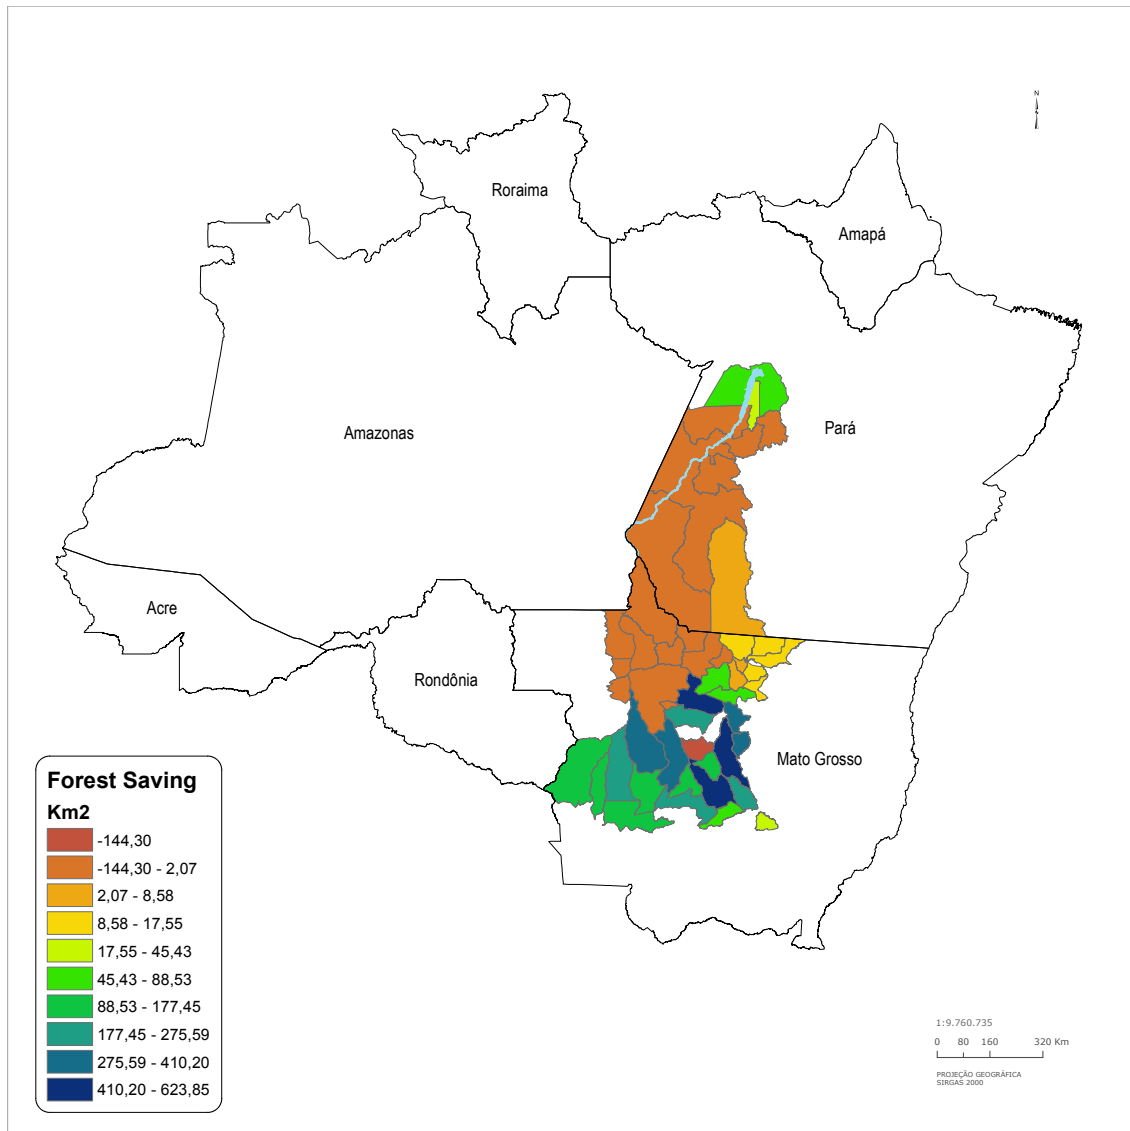 N
Roraima
Amapá
Amazonas
Pará
Acre
Rondônia
Mato Grosso
Forest Saving
Km2
-144,30
-144,30 - 2,07
2,07 - 8,58
8,58 - 17,55
17,55 - 45,43
45,43 - 88,53
88,53 - 177,45
177,45 - 275,59
275,59 - 410,20
410,20 - 623,85
1:9.760.735
0 80 160 320 Km
PROJEÇÃO GEOGRÁFICA
SIRGAS 2000